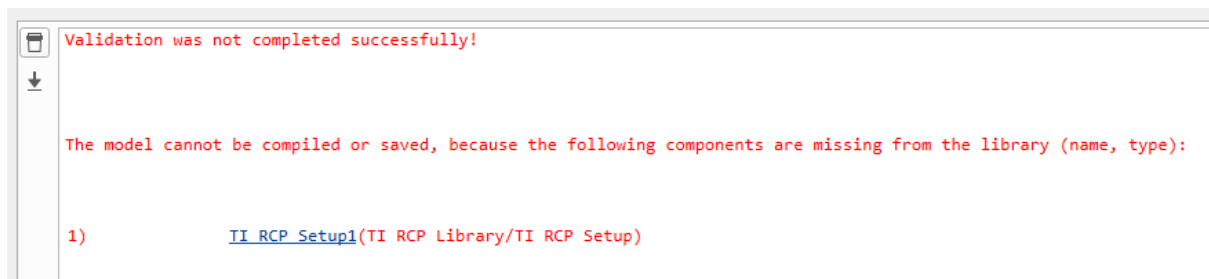 Validation was not completed successfully!
The model cannot be compiled or saved, because the following components are missing from the library (name, type):
1) TI RCP Setup1(TI RCP Library/TI RCP Setup)